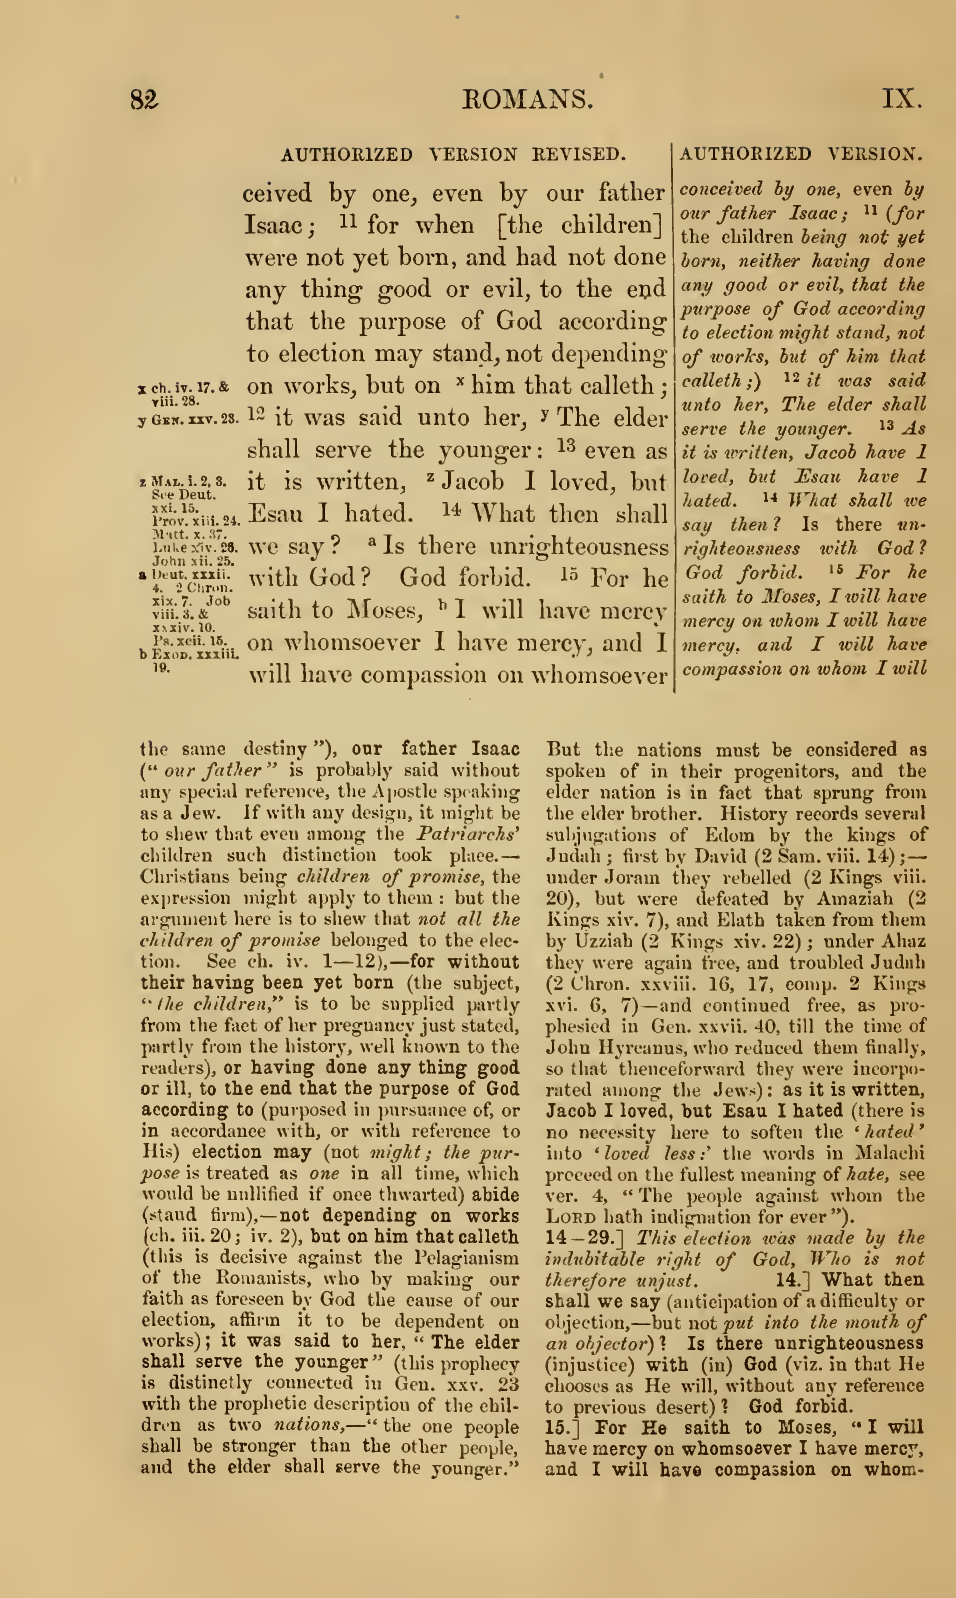 82
ROMANS.
IX.
AUTHORIZED VERSION REVISED.
ceived by one, even by our father
Isaac; 11 for when [the children]
were not yet born, and had not done
any thing good or evil, to the end
that the purpose of God according
to election may stand, not depending
on works, but on x him that calleth;
12 it was said unto her, y The elder
shall serve the younger: 13 even as
it is written, z Jacob I loved, but
Esau I hated. 14 What then shall
we say? a Is there unrighteousness
with God? God forbid. 15 For he
saith to Moses, b I will have mercy
on whomsoever I have mercy, and I
will have compassion on whomsoever
x ch. iv. 17. &
viii. 28.
y GEN. xxv. 23.
z MAL. i. 2, 3.
See Deut.
xxi. 15.
Prov. xiii. 24.
Matt. x. 37.
Luke xiv. 26.
John xii. 25.
a Deut. xxxii.
4. 2 Chron.
xix. 7. Job
viii. 3. &
xxxiv. 10.
Ps. xcii. 15.
b EXOD. xxxiii.
19.
AUTHORIZED VERSION.
conceived by one, even by
our father Isaac; 11 (for
the children being not yet
born, neither having done
any good or evil, that the
purpose of God according
to election might stand, not
of works, but of him that
calleth;) 12 it was said
unto her, The elder shall
serve the younger. 13 As
it is written, Jacob have I
loved, but Esau have I
hated. 14 What shall we
say then? Is there un-
righteousness with God?
God forbid. 15 For he
saith to Moses, I will have
mercy on whom I will have
mercy, and I will have
compassion on whom I will
the same destiny"), our father Isaac
("our father" is probably said without
any special reference, the Apostle speaking
as a Jew. If with any design, it might be
to shew that even among the Patriarchs'
children such distinction took place.—
Christians being children of promise, the
expression might apply to them: but the
argument here is to shew that not all the
children of promise belonged to the elec-
tion. See ch. iv. 1—12),—for without
their having been yet born (the subject,
"the children," is to be supplied partly
from the fact of her pregnancy just stated,
partly from the history, well known to the
readers), or having done any thing good
or ill, to the end that the purpose of God
according to (purposed in pursuance of, or
in accordance with, or with reference to
His) election may (not might; the pur-
pose is treated as one in all time, which
would be nullified if once thwarted) abide
(stand firm),—not depending on works
(ch. iii. 20; iv. 2), but on him that calleth
(this is decisive against the Pelagianism
of the Romanists, who by making our
faith as foreseen by God the cause of our
election, affirm it to be dependent on
works); it was said to her, "The elder
shall serve the younger" (this prophecy
is distinctly connected in Gen. xxv. 23
with the prophetic description of the chil-
dren as two nations,—"the one people
shall be stronger than the other people,
and the elder shall serve the younger."
But the nations must be considered as
spoken of in their progenitors, and the
elder nation is in fact that sprung from
the elder brother. History records several
subjugations of Edom by the kings of
Judah; first by David (2 Sam. viii. 14);—
under Joram they rebelled (2 Kings viii.
20), but were defeated by Amaziah (2
Kings xiv. 7), and Elath taken from them
by Uzziah (2 Kings xiv. 22); under Ahaz
they were again free, and troubled Judah
(2 Chron. xxviii. 16, 17, comp. 2 Kings
xvi. 6, 7)—and continued free, as pro-
phesied in Gen. xxvii. 40, till the time of
John Hyrcanus, who reduced them finally,
so that thenceforward they were incorpo-
rated among the Jews): as it is written,
Jacob I loved, but Esau I hated (there is
no necessity here to soften the 'hated'
into 'loved less:' the words in Malachi
proceed on the fullest meaning of hate, see
ver. 4, "The people against whom the
LORD hath indignation for ever").
14–29.] This election was made by the
indubitable right of God, Who is not
therefore unjust. 14.] What then
shall we say (anticipation of a difficulty or
objection,—but not put into the mouth of
an objector)? Is there unrighteousness
(injustice) with (in) God (viz. in that He
chooses as He will, without any reference
to previous desert)? God forbid.
15.] For He saith to Moses, "I will
have mercy on whomsoever I have mercy,
and I will have compassion on whom-